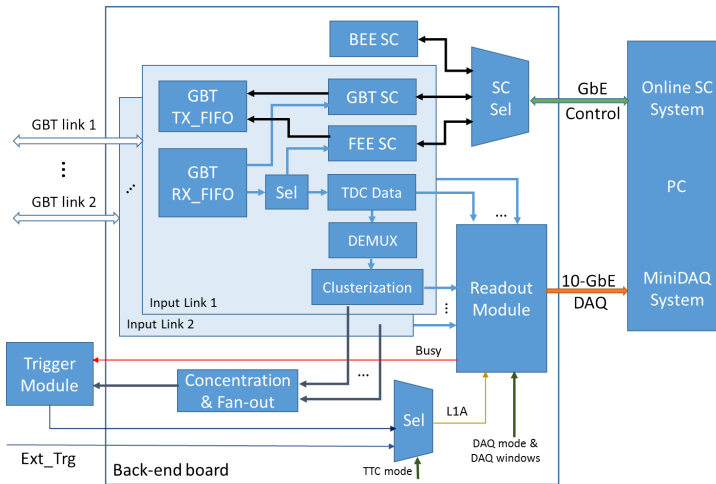 BEE SC
GBT
TX_FIFO
GBT SC
SC
Sel
GbE
Control
Online SC
System
GBT link 1
FEE SC
...
GBT
RX_FIFO
Sel
TDC Data
...
PC
GBT link 2
...
DEMUX
Clusterization
Readout
Module
10-GbE
DAQ
MiniDAQ
System
Input Link 1
...
Input Link 2
Busy
Trigger
Module
Concentration
& Fan-out
...
Sel
L1A
Ext_Trg
Back-end board
TTC mode
DAQ mode &
DAQ windows